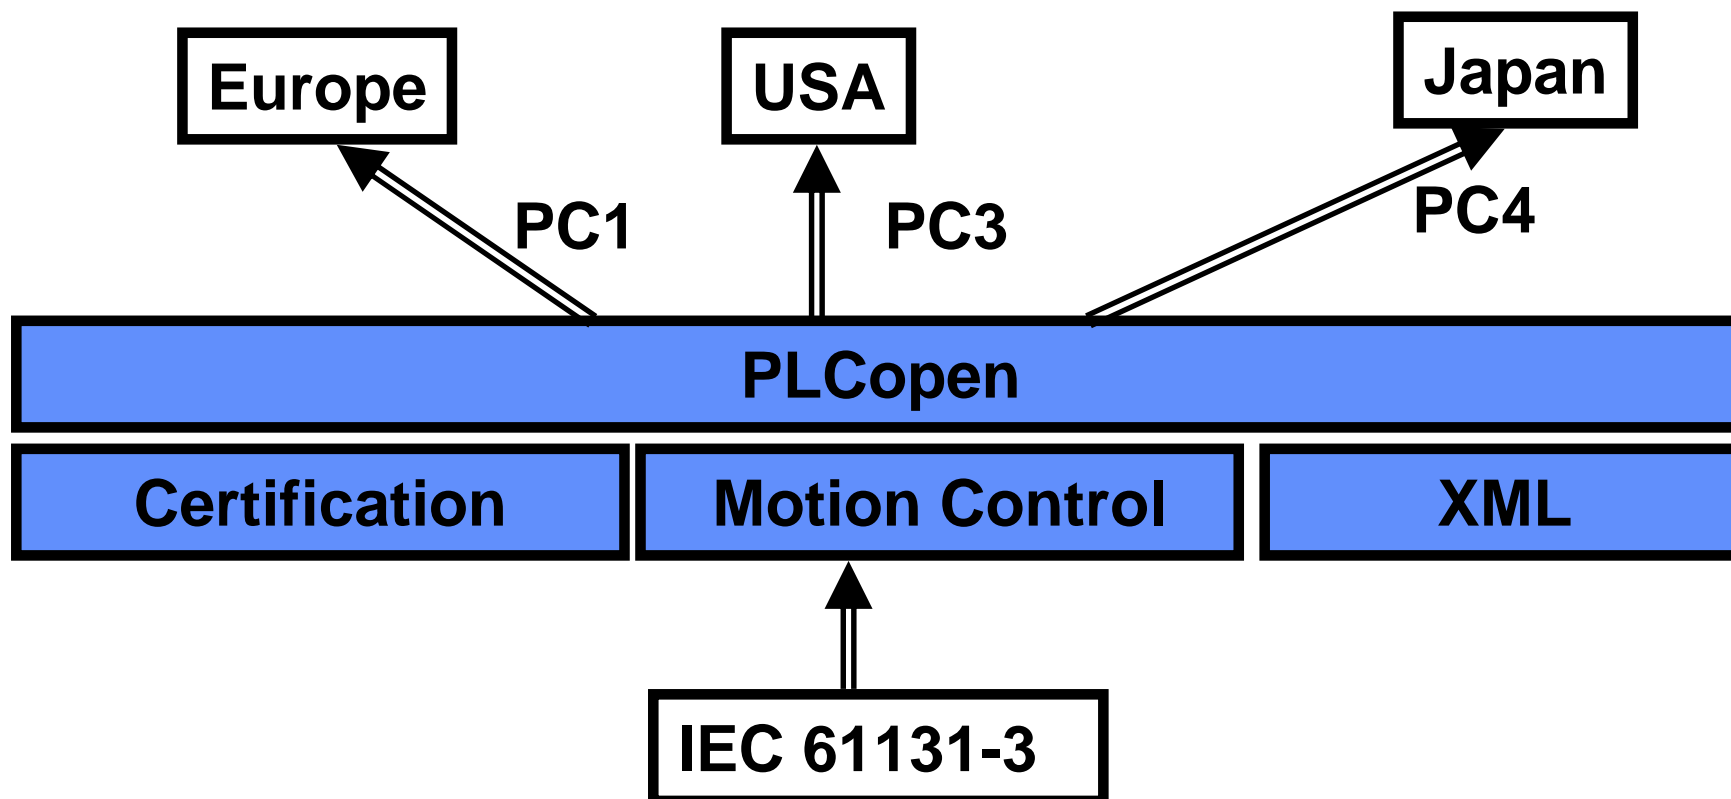 Europe
USA
Japan
PC1
PC3
PC4
PLCopen
Certification
Motion Control
XML
IEC 61131-3